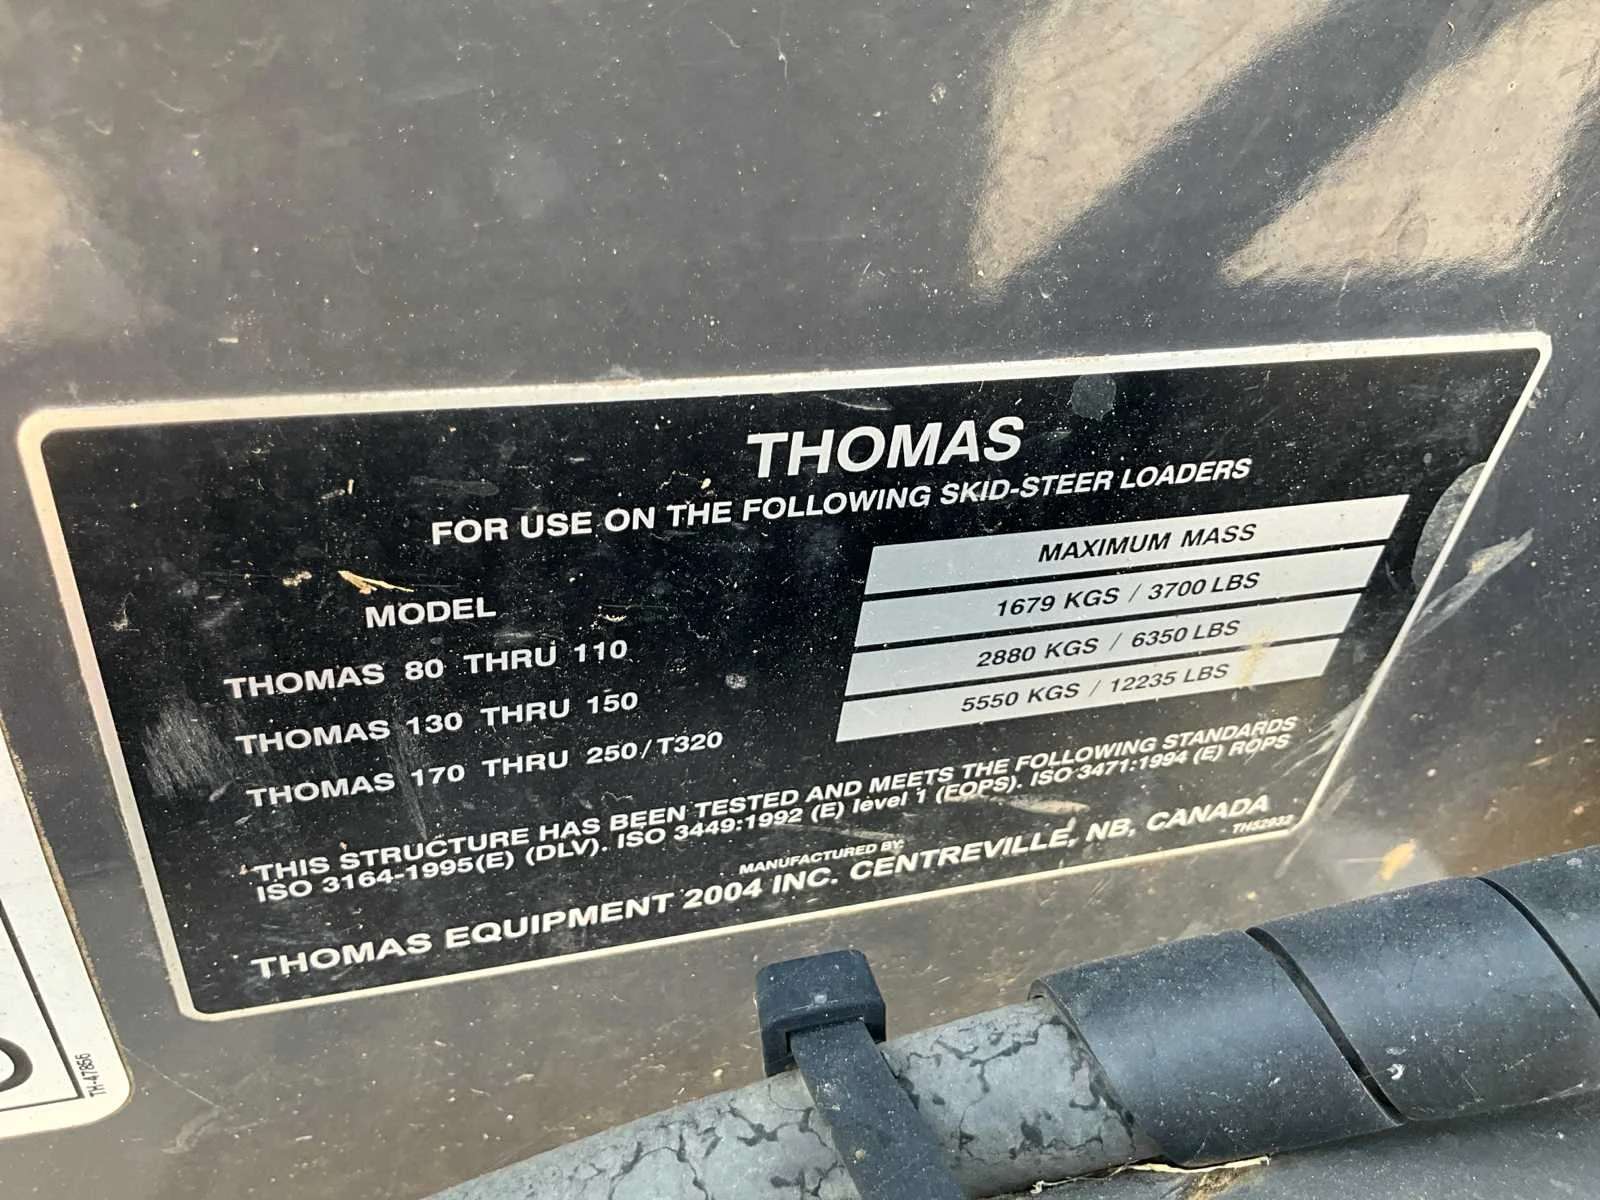 THOMAS
FOR USE ON THE FOLLOWING SKID-STEER LOADERS
MODEL MAXIMUM MASS
THOMAS 80 THRU 110 1679 KGS / 3700 LBS
THOMAS 130 THRU 150 2880 KGS / 6350 LBS
THOMAS 170 THRU 250/T320 5550 KGS / 12235 LBS
THIS STRUCTURE HAS BEEN TESTED AND MEETS THE FOLLOWING STANDARDS
ISO 3164-1995(E) (DLV). ISO 3449:1992 (E) level 1 (FOPS). ISO 3471:1994 (E) ROPS
MANUFACTURED BY:
THOMAS EQUIPMENT 2004 INC. CENTREVILLE, NB, CANADA
TH52932
TH-47856